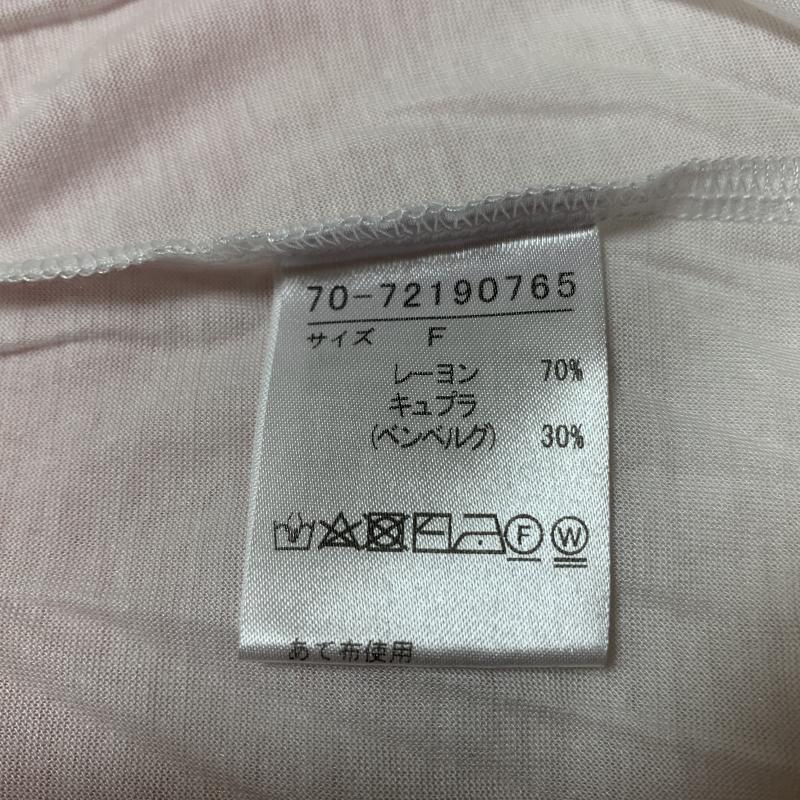 70-72190765
サイズ F
レーヨン 70%
キュプラ
(ベンベルグ) 30%
F W
あて布使用